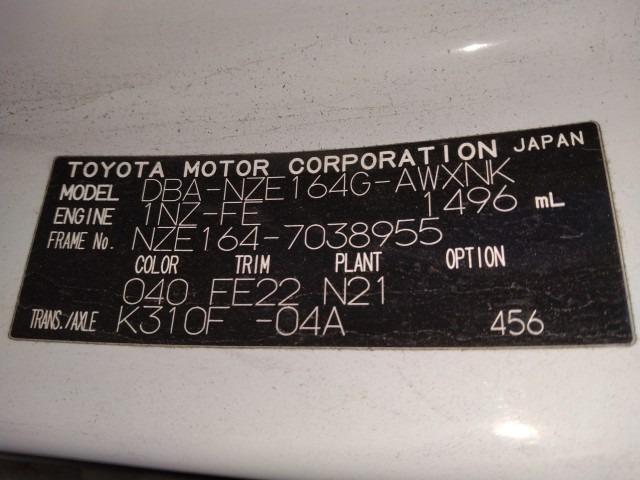 TOYOTA MOTOR CORPORATION JAPAN
MODEL DBA-NZE164G-AWXNK
ENGINE 1NZ-FE 1496 mL
FRAME No. NZE164-7038955
COLOR TRIM PLANT OPTION
040 FE22 N21
TRANS./AXLE K310F -04A 456